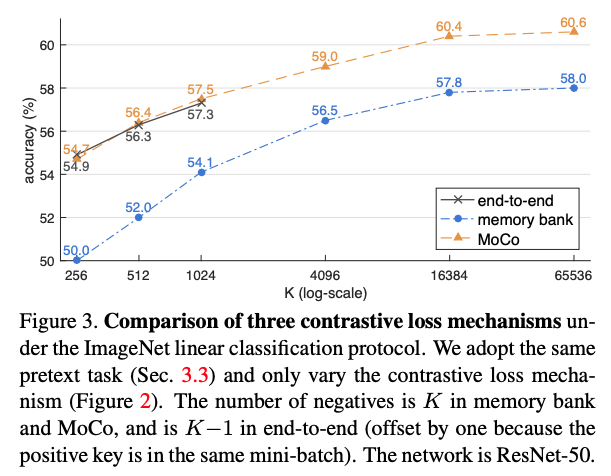 60
58
56
54
52
50
accuracy (%)
54.7
54.9
56.4
56.3
57.5
57.3
59.0
60.4
60.6
50.0
52.0
54.1
56.5
57.8
58.0
end-to-end
memory bank
MoCo
256 512 1024 4096 16384 65536
K (log-scale)
Figure 3. Comparison of three contrastive loss mechanisms un-
der the ImageNet linear classification protocol. We adopt the same
pretext task (Sec. 3.3) and only vary the contrastive loss mecha-
nism (Figure 2). The number of negatives is K in memory bank
and MoCo, and is K−1 in end-to-end (offset by one because the
positive key is in the same mini-batch). The network is ResNet-50.